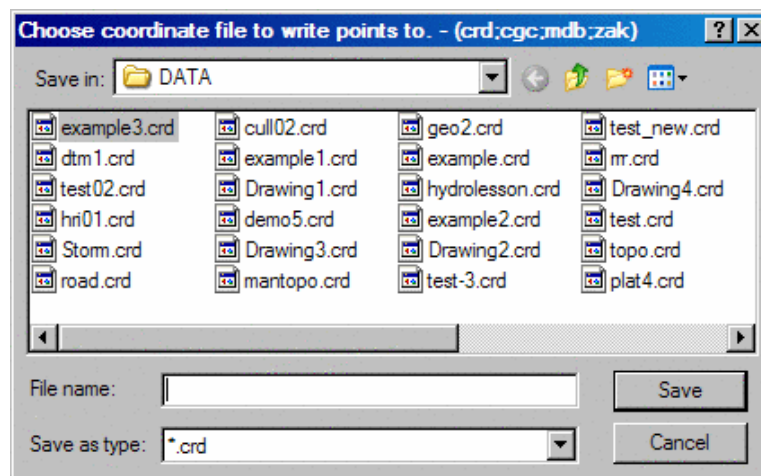 Choose coordinate file to write points to. - (crd;cgc;mdb;zak)
Save in: DATA
example3.crd cull02.crd geo2.crd test_new.crd
dtm1.crd example1.crd example.crd rrr.crd
test02.crd Drawing1.crd hydrolesson.crd Drawing4.crd
hri01.crd demo5.crd example2.crd test.crd
Storm.crd Drawing3.crd Drawing2.crd topo.crd
road.crd mantopo.crd test-3.crd plat4.crd
File name: Save
Save as type: *.crd Cancel